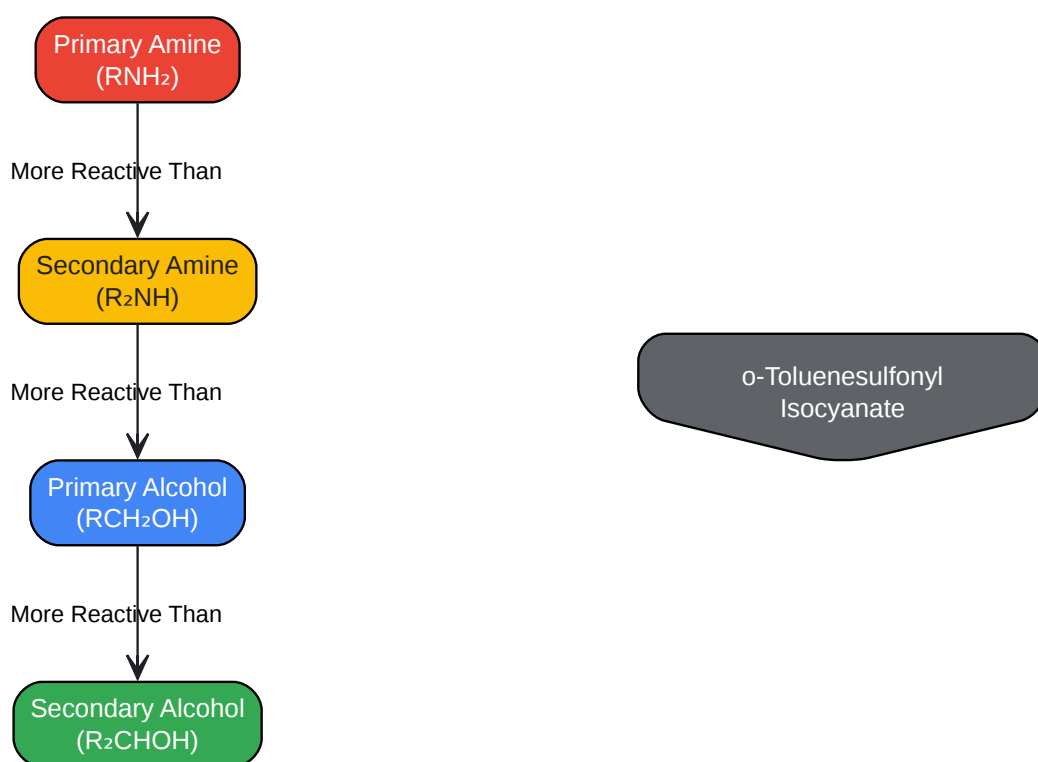 Primary Amine
(RNH₂)
More Reactive Than
Secondary Amine
(R₂NH)
More Reactive Than
Primary Alcohol
(RCH₂OH)
More Reactive Than
Secondary Alcohol
(R₂CHOH)
o-Toluenesulfonyl
Isocyanate